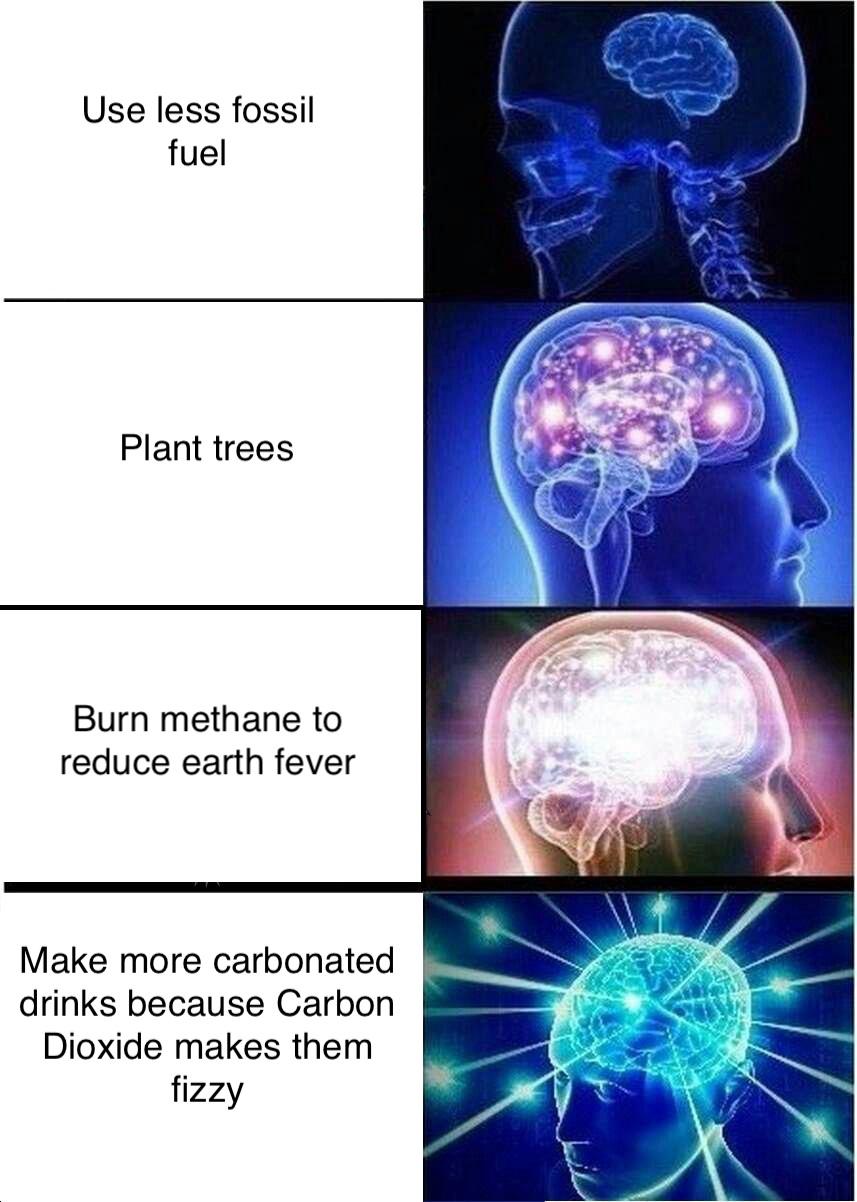 Use less fossil
fuel
Plant trees
Burn methane to
reduce earth fever
Make more carbonated
drinks because Carbon
Dioxide makes them
fizzy